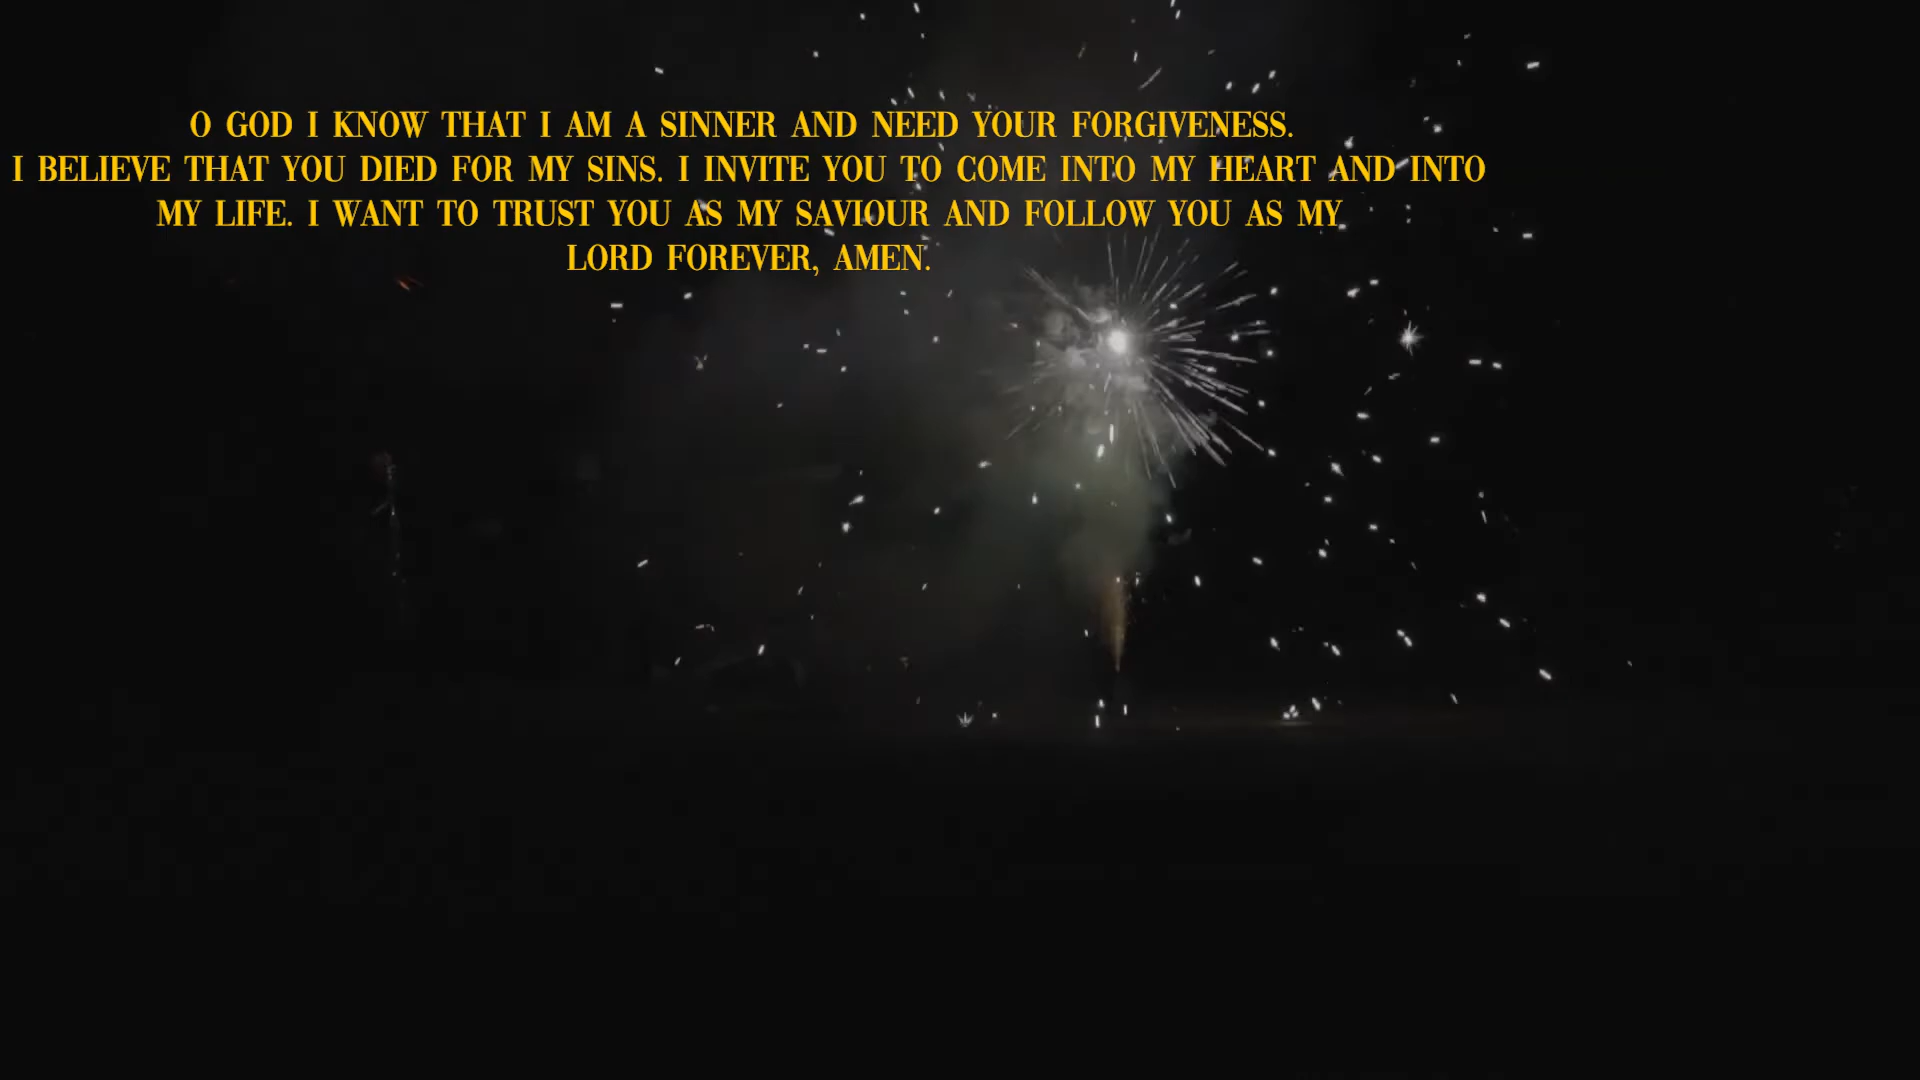 O GOD I KNOW THAT I AM A SINNER AND NEED YOUR FORGIVENESS.
I BELIEVE THAT YOU DIED FOR MY SINS. I INVITE YOU TO COME INTO MY HEART AND INTO
MY LIFE. I WANT TO TRUST YOU AS MY SAVIOUR AND FOLLOW YOU AS MY
LORD FOREVER, AMEN.